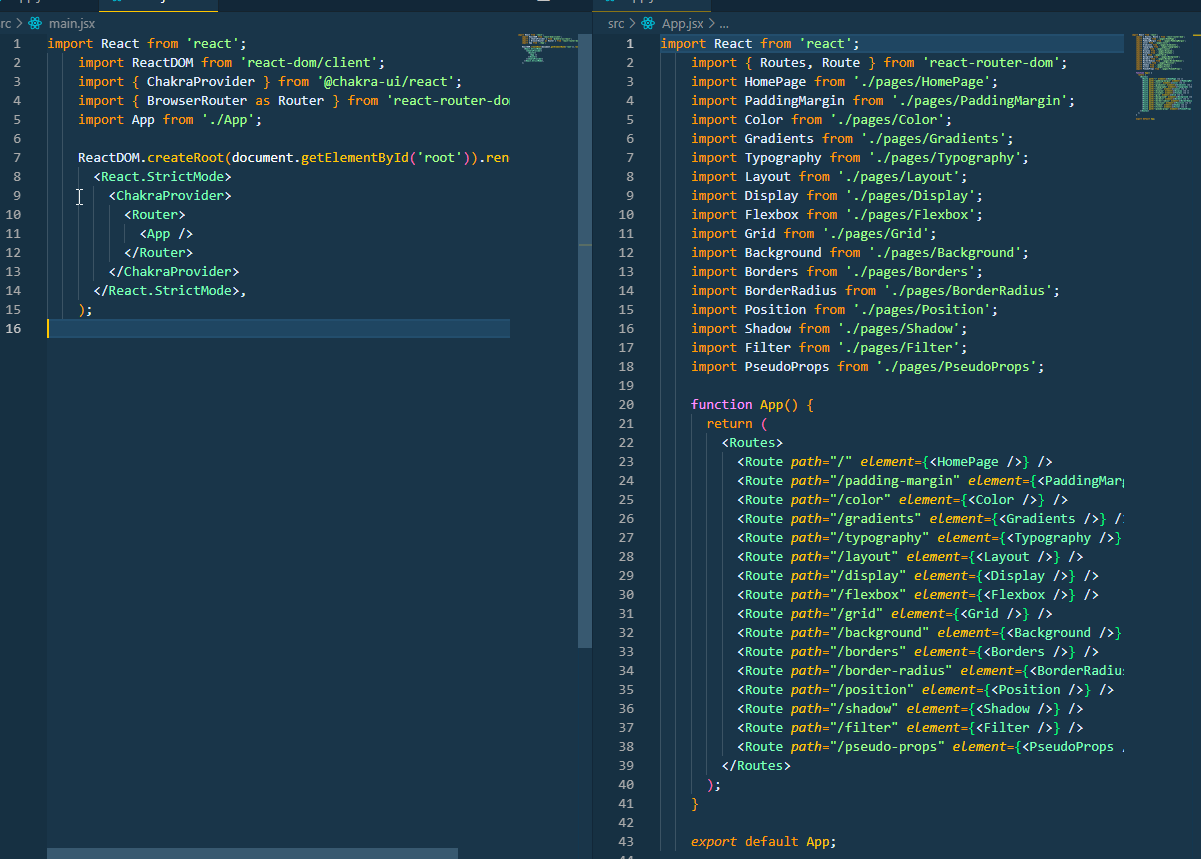 rc > main.jsx
1 import React from 'react';
2 import ReactDOM from 'react-dom/client';
3 import { ChakraProvider } from '@chakra-ui/react';
4 import { BrowserRouter as Router } from 'react-router-do
5 import App from './App';
6
7 ReactDOM.createRoot(document.getElementById('root')).ren
8 <React.StrictMode>
9 <ChakraProvider>
10 <Router>
11 <App />
12 </Router>
13 </ChakraProvider>
14 </React.StrictMode>,
15 );
16
src > App.jsx > ...
1 import React from 'react';
2 import { Routes, Route } from 'react-router-dom';
3 import HomePage from './pages/HomePage';
4 import PaddingMargin from './pages/PaddingMargin';
5 import Color from './pages/Color';
6 import Gradients from './pages/Gradients';
7 import Typography from './pages/Typography';
8 import Layout from './pages/Layout';
9 import Display from './pages/Display';
10 import Flexbox from './pages/Flexbox';
11 import Grid from './pages/Grid';
12 import Background from './pages/Background';
13 import Borders from './pages/Borders';
14 import BorderRadius from './pages/BorderRadius';
15 import Position from './pages/Position';
16 import Shadow from './pages/Shadow';
17 import Filter from './pages/Filter';
18 import PseudoProps from './pages/PseudoProps';
19
20 function App() {
21 return (
22 <Routes>
23 <Route path="/" element={<HomePage />} />
24 <Route path="/padding-margin" element={<PaddingMar
25 <Route path="/color" element={<Color />} />
26 <Route path="/gradients" element={<Gradients />} /
27 <Route path="/typography" element={<Typography />}
28 <Route path="/layout" element={<Layout />} />
29 <Route path="/display" element={<Display />} />
30 <Route path="/flexbox" element={<Flexbox />} />
31 <Route path="/grid" element={<Grid />} />
32 <Route path="/background" element={<Background />}
33 <Route path="/borders" element={<Borders />} />
34 <Route path="/border-radius" element={<BorderRadiu
35 <Route path="/position" element={<Position />} />
36 <Route path="/shadow" element={<Shadow />} />
37 <Route path="/filter" element={<Filter />} />
38 <Route path="/pseudo-props" element={<PseudoProps
39 </Routes>
40 );
41 }
42
43 export default App;